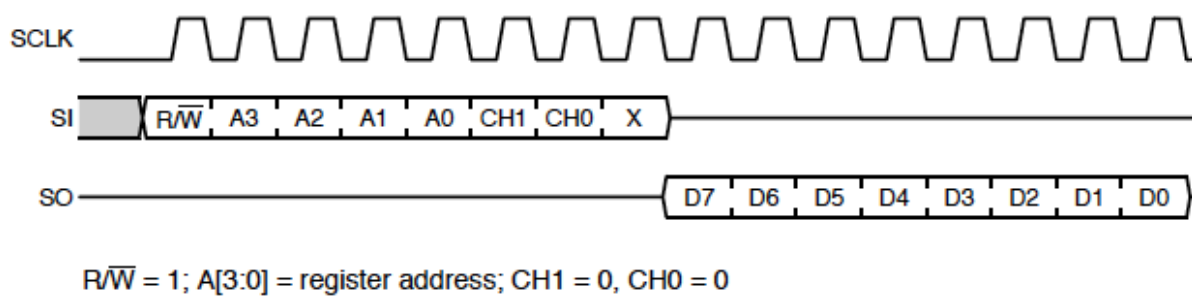 SCLK
SI R/W̅ A3 A2 A1 A0 CH1 CH0 X
SO D7 D6 D5 D4 D3 D2 D1 D0
R/W̅ = 1; A[3:0] = register address; CH1 = 0, CH0 = 0